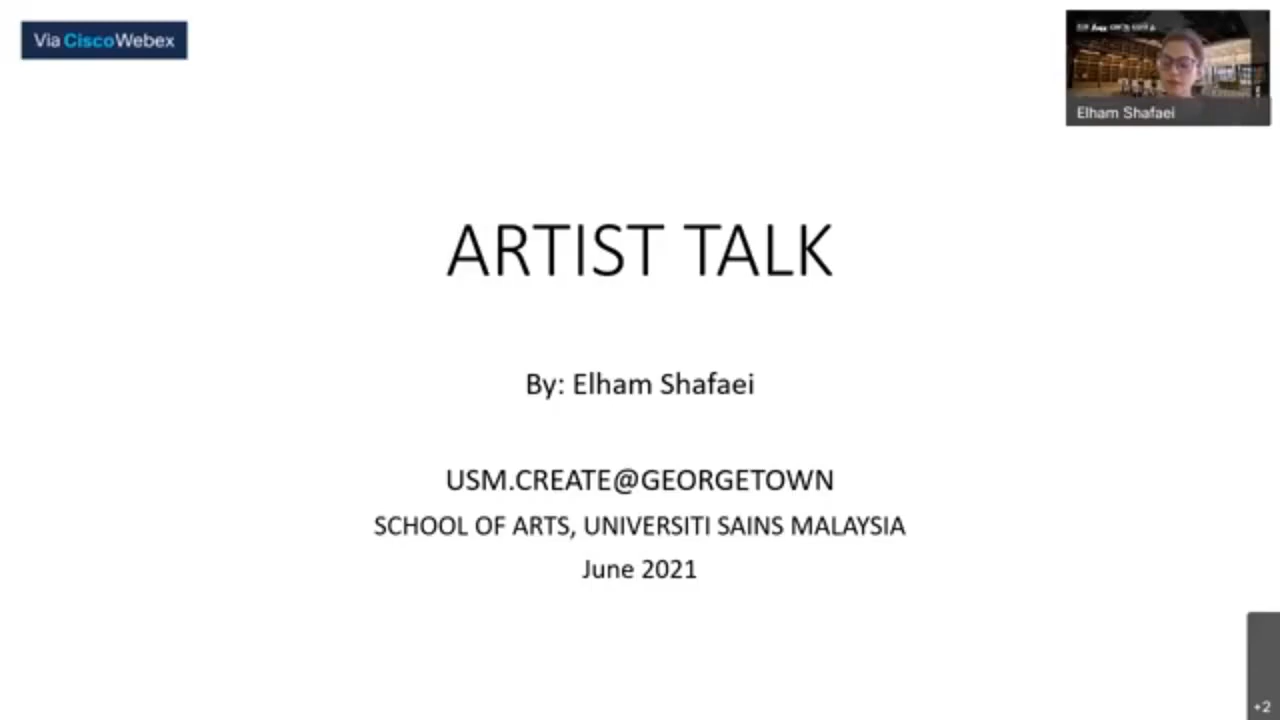 Via CiscoWebex
Elham Shafaei
ARTIST TALK
By: Elham Shafaei
USM.CREATE@GEORGETOWN
SCHOOL OF ARTS, UNIVERSITI SAINS MALAYSIA
June 2021
+2